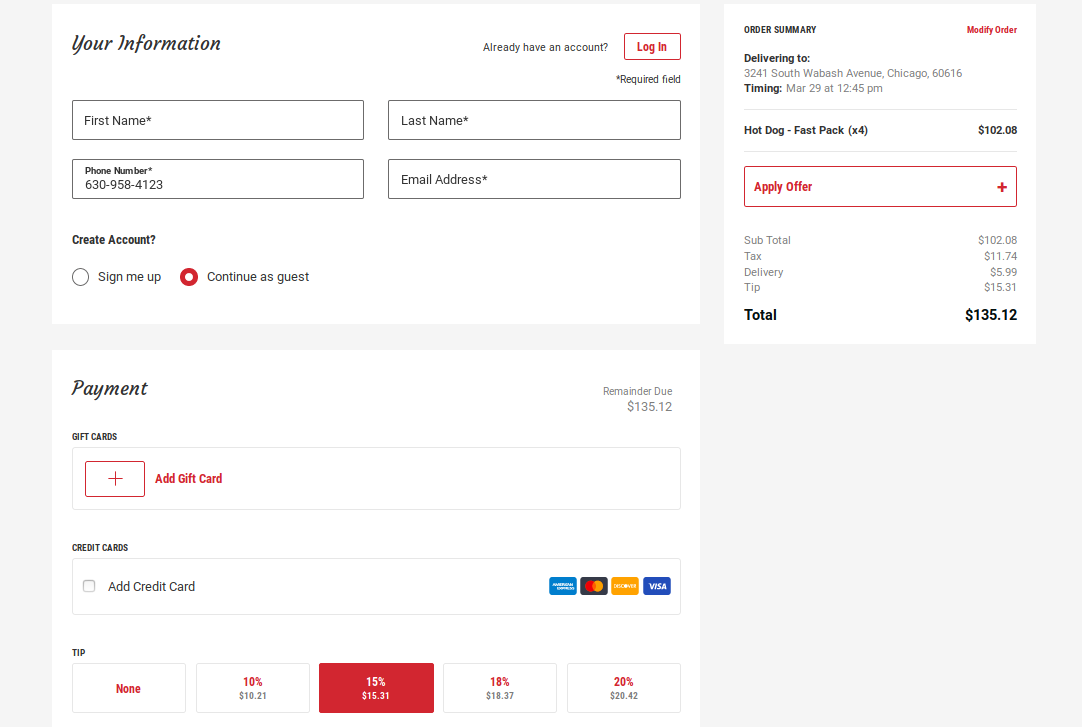 Your Information
Already have an account?
Log In
*Required field
First Name*
Last Name*
Phone Number*
630-958-4123
Email Address*
Create Account?
Sign me up
Continue as guest
Payment
Remainder Due
$135.12
GIFT CARDS
Add Gift Card
CREDIT CARDS
Add Credit Card
AMERICAN EXPRESS
DISCOVER
VISA
TIP
None
10%
$10.21
15%
$15.31
18%
$18.37
20%
$20.42
ORDER SUMMARY
Modify Order
Delivering to:
3241 South Wabash Avenue, Chicago, 60616
Timing: Mar 29 at 12:45 pm
Hot Dog - Fast Pack (x4) $102.08
Apply Offer +
Sub Total $102.08
Tax $11.74
Delivery $5.99
Tip $15.31
Total $135.12